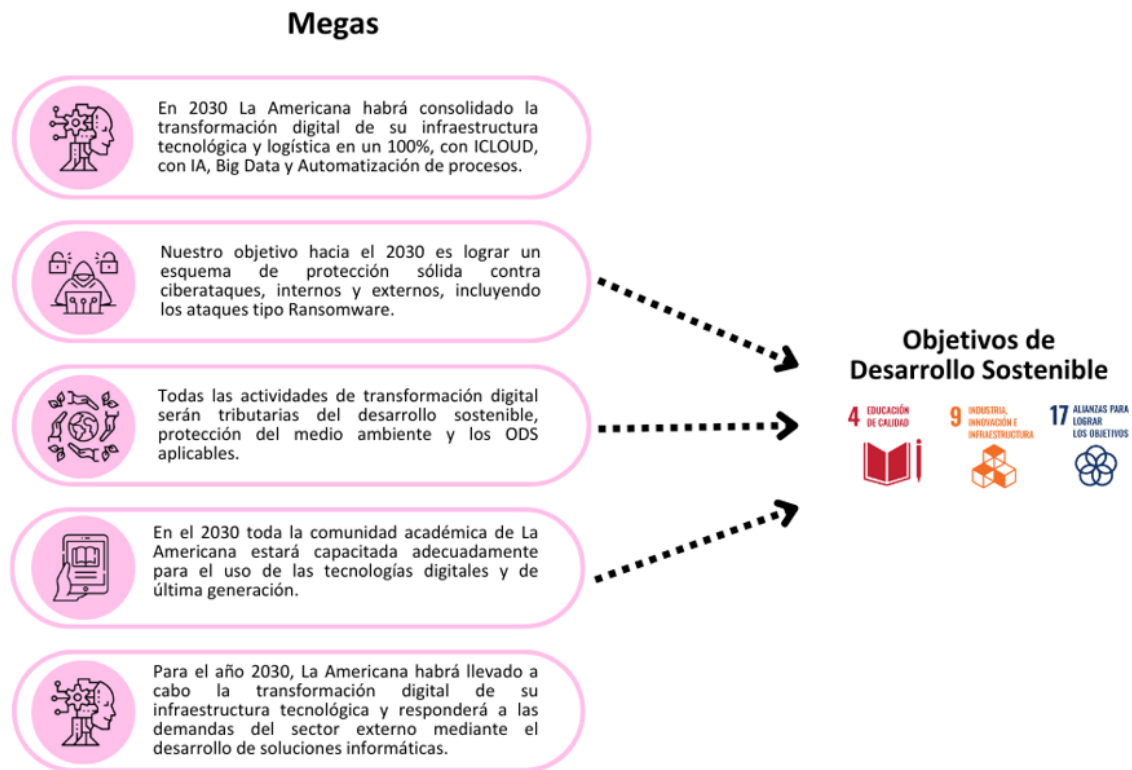 Megas
En 2030 La Americana habrá consolidado la
transformación digital de su infraestructura
tecnológica y logística en un 100%, con ICLOUD,
con IA, Big Data y Automatización de procesos.
Nuestro objetivo hacia el 2030 es lograr un
esquema de protección sólida contra
ciberataques, internos y externos, incluyendo
los ataques tipo Ransomware.
Todas las actividades de transformación digital
serán tributarias del desarrollo sostenible,
protección del medio ambiente y los ODS
aplicables.
En el 2030 toda la comunidad académica de La
Americana estará capacitada adecuadamente
para el uso de las tecnologías digitales y de
última generación.
Para el año 2030, La Americana habrá llevado a
cabo la transformación digital de su
infraestructura tecnológica y responderá a las
demandas del sector externo mediante el
desarrollo de soluciones informáticas.
Objetivos de
Desarrollo Sostenible
4 EDUCACIÓN
DE CALIDAD
9 INDUSTRIA,
INNOVACIÓN E
INFRAESTRUCTURA
17 ALIANZAS PARA
LOGRAR
LOS OBJETIVOS